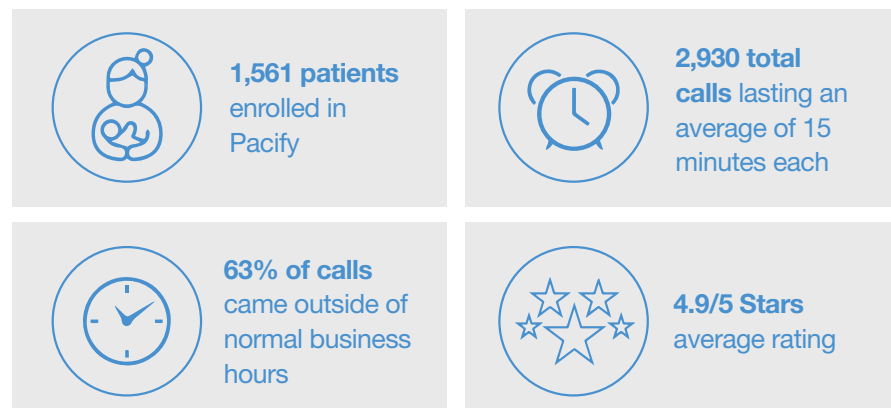 1,561 patients
enrolled in
Pacify
2,930 total
calls lasting an
average of 15
minutes each
63% of calls
came outside of
normal business
hours
4.9/5 Stars
average rating